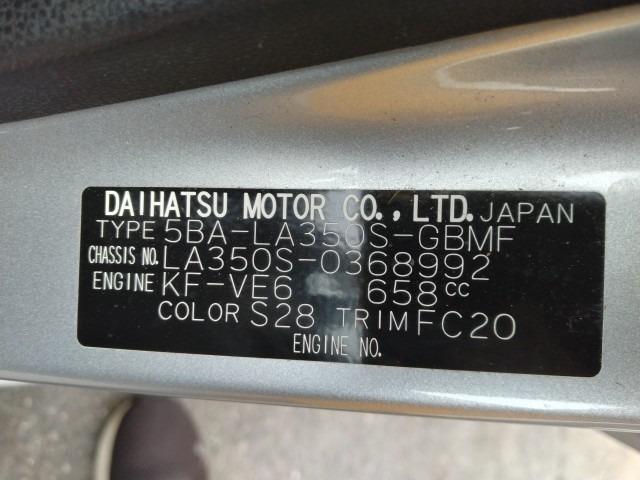 DAIHATSU MOTOR CO., LTD. JAPAN
TYPE 5BA-LA350S-GBMF
CHASSIS NO. LA350S-0368992
ENGINE KF-VE6 658cc
COLOR S28 TRIM FC20
ENGINE NO.